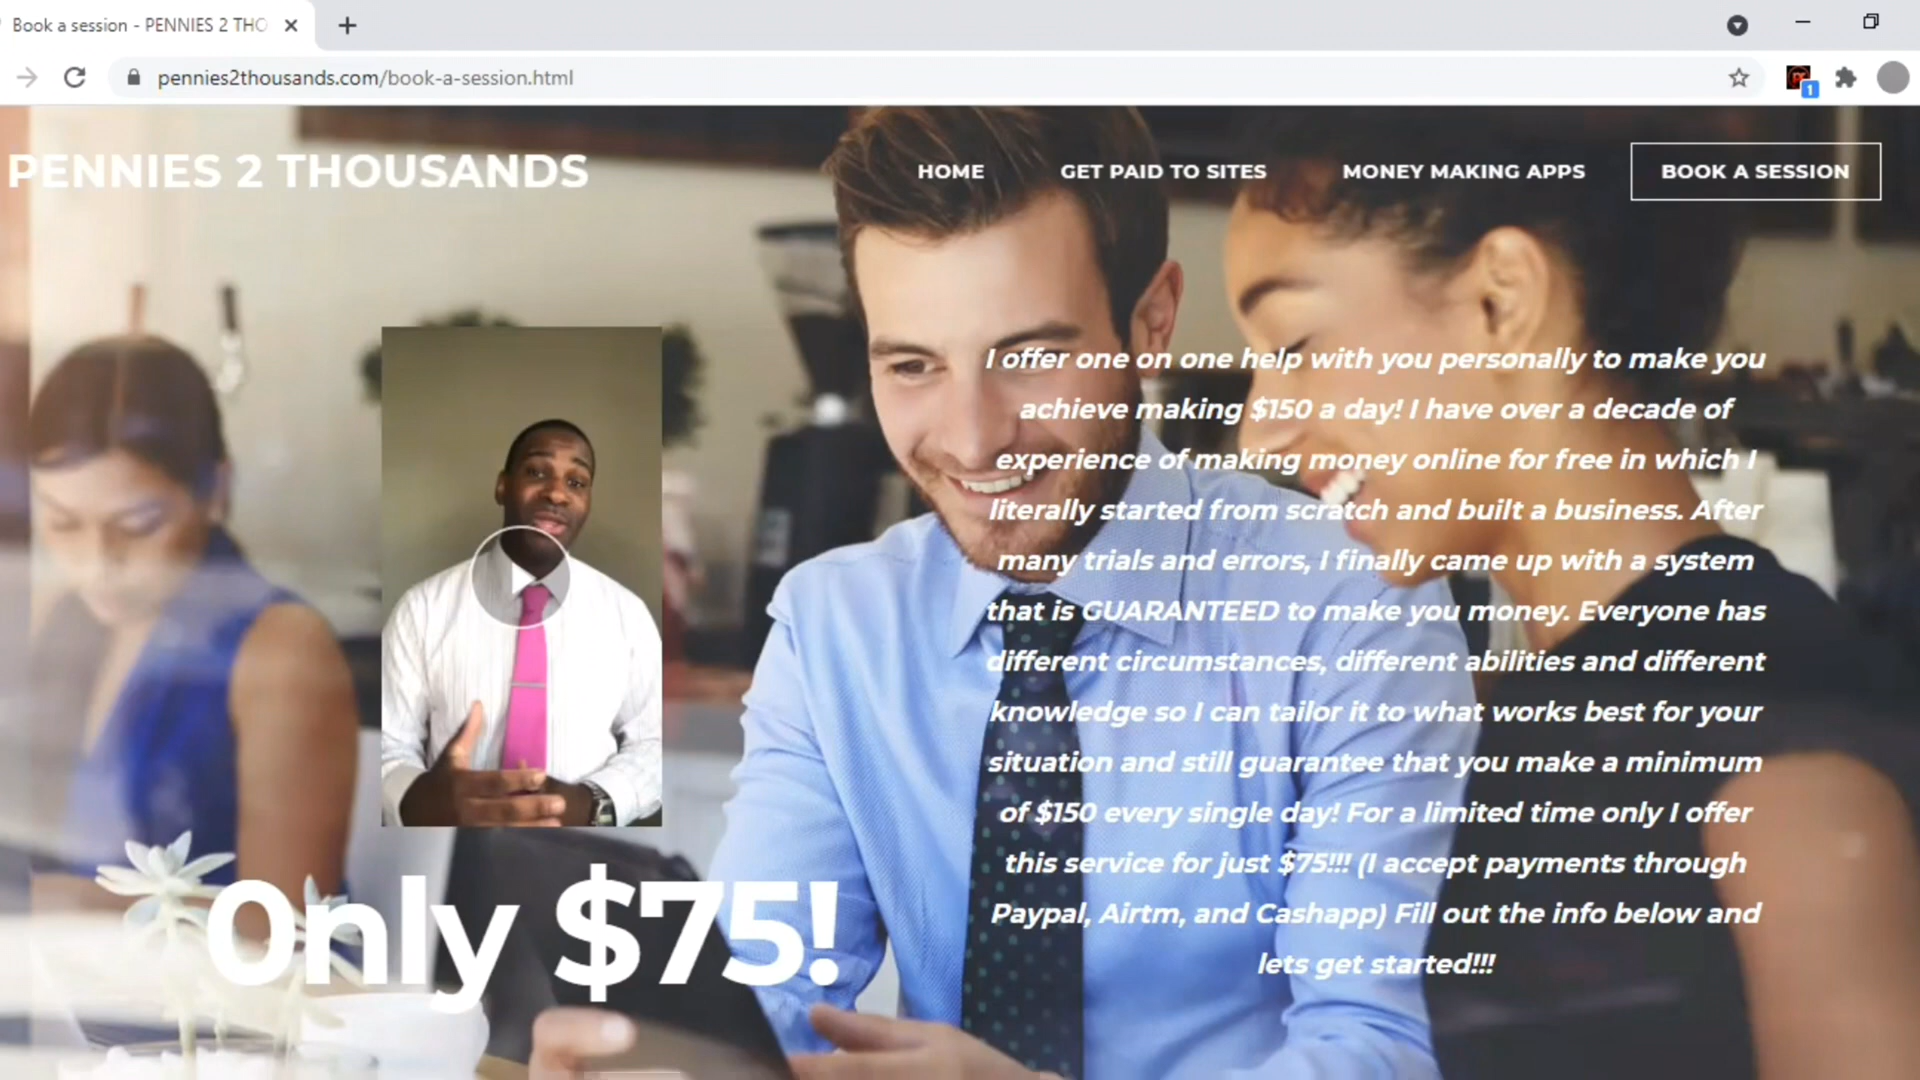 Book a session - PENNIES 2 THO
pennies2thousands.com/book-a-session.html
1
PENNIES 2 THOUSANDS
HOME
GET PAID TO SITES
MONEY MAKING APPS
BOOK A SESSION
I offer one on one help with you personally to make you
achieve making $150 a day! I have over a decade of
experience of making money online for free in which I
literally started from scratch and built a business. After
many trials and errors, I finally came up with a system
that is GUARANTEED to make you money. Everyone has
different circumstances, different abilities and different
knowledge so I can tailor it to what works best for your
situation and still guarantee that you make a minimum
of $150 every single day! For a limited time only I offer
this service for just $75!!! (I accept payments through
Paypal, Airtm, and Cashapp) Fill out the info below and
lets get started!!!
Only $75!